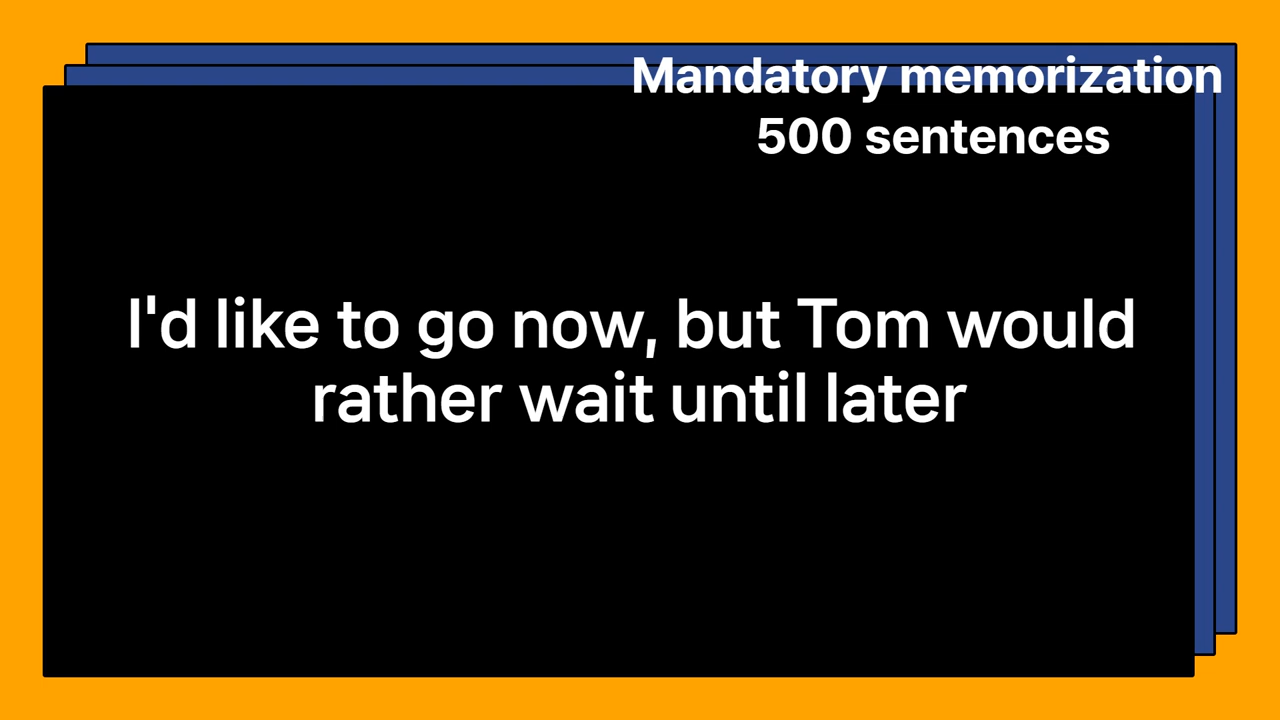 Mandatory memorization
500 sentences
I'd like to go now, but Tom would
rather wait until later